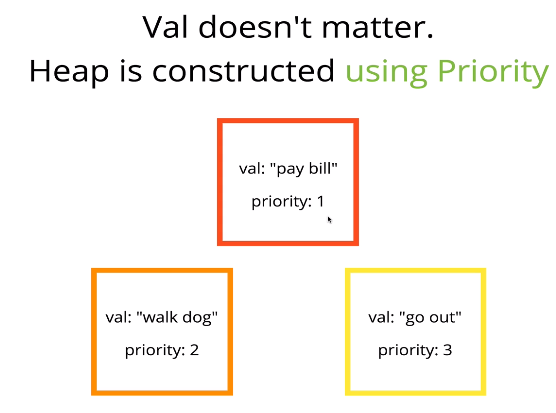 Val doesn't matter.
Heap is constructed using Priority
val: "pay bill"
priority: 1
val: "walk dog"
priority: 2
val: "go out"
priority: 3